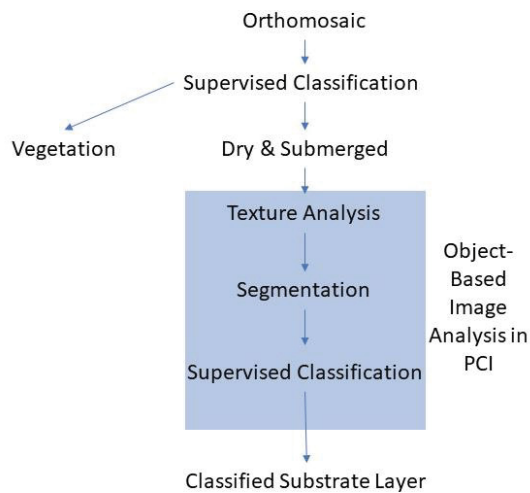 Orthomosaic
Supervised Classification
Vegetation
Dry & Submerged
Texture Analysis
Segmentation
Supervised Classification
Object-
Based
Image
Analysis in
PCI
Classified Substrate Layer